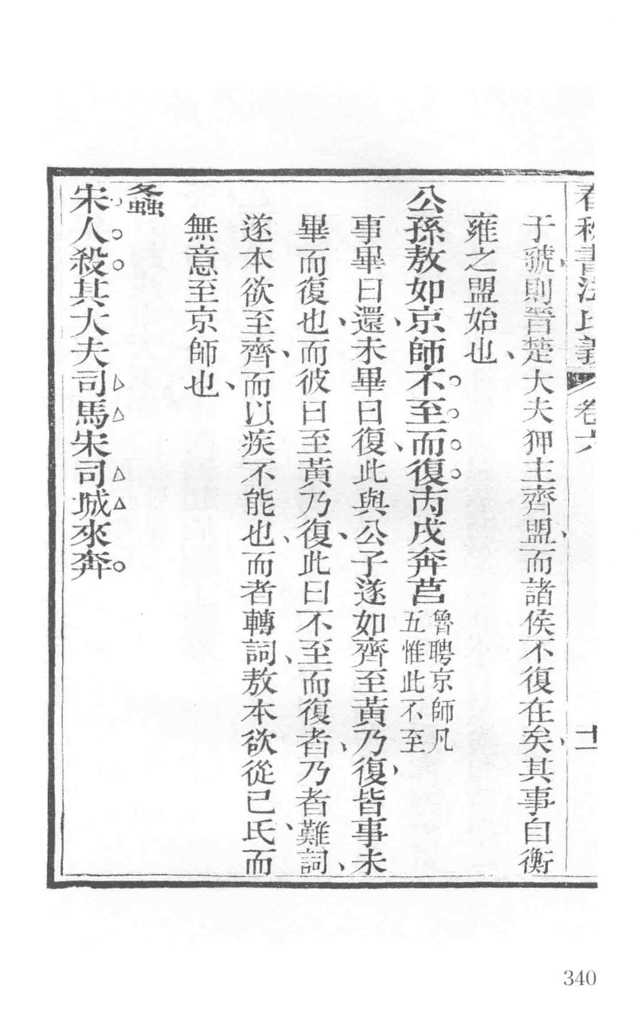 春秋書法比義 卷六 十一
于虢則晉楚大夫狎主齊盟而諸侯不復在矣其事自衡
雍之盟始也
公孫敖如京師不至而復丙戌奔莒
魯聘京師凡
五惟此不至
事畢曰還未畢曰復此與公子遂如齊至黃乃復皆事未
畢而復也而彼曰至黃乃復此曰不至而復者乃者難詞
遂本欲至齊而以疾不能也而者轉詞敖本欲從己氏而
無意至京師也
螽
宋人殺其大夫司馬宋司城來奔
340